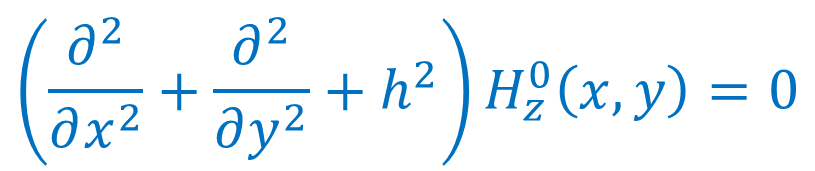 (∂²/∂x² + ∂²/∂y² + h²) H_z^0(x, y) = 0